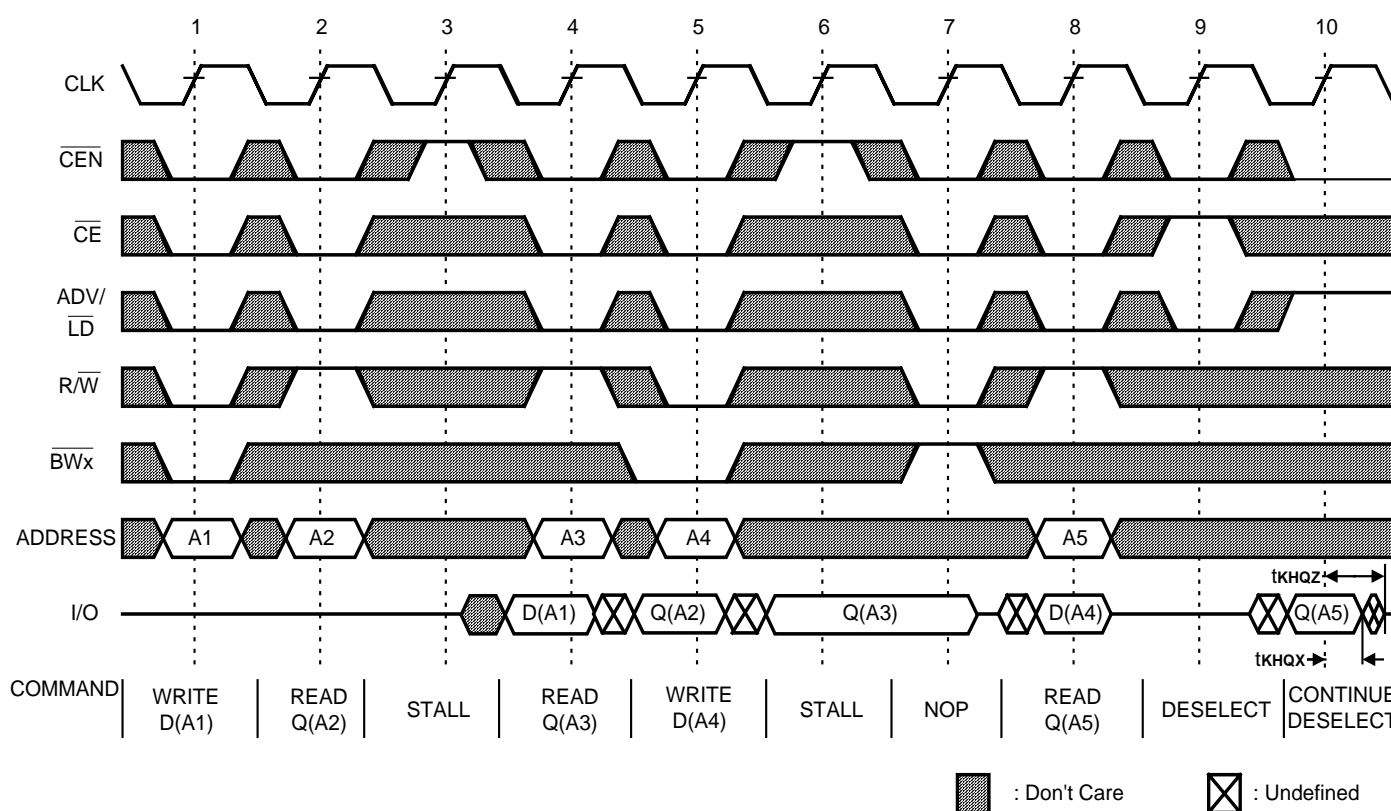 1 2 3 4 5 6 7 8 9 10
CLK
CEN
CE
ADV/
LD
R/W
BWx
ADDRESS A1 A2 A3 A4 A5
tKHQZ
I/O D(A1) Q(A2) Q(A3) D(A4) Q(A5)
tKHQX
COMMAND WRITE READ STALL READ WRITE STALL NOP READ DESELECT CONTINUE
D(A1) Q(A2) Q(A3) D(A4) Q(A5) DESELECT
: Don't Care : Undefined